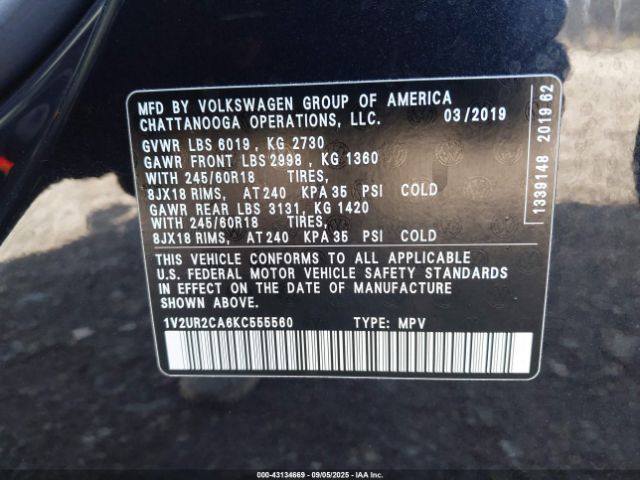 MFD BY VOLKSWAGEN GROUP OF AMERICA
CHATTANOOGA OPERATIONS, LLC. 03/2019
GVWR LBS 6019 , KG 2730
GAWR FRONT LBS 2998 , KG 1360
WITH 245/60R18 TIRES,
8JX18 RIMS, AT 240 KPA 35 PSI COLD
GAWR REAR LBS 3131, KG 1420
WITH 245/60R18 TIRES,
8JX18 RIMS, AT 240 KPA 35 PSI COLD
THIS VEHICLE CONFORMS TO ALL APPLICABLE
U.S. FEDERAL MOTOR VEHICLE SAFETY STANDARDS
IN EFFECT ON THE DATE OF MANUFACTURE
SHOWN ABOVE.
1V2UR2CA6KC555560 TYPE: MPV
1339148 2019 62
000-43134669 - 09/05/2025 - IAA Inc.